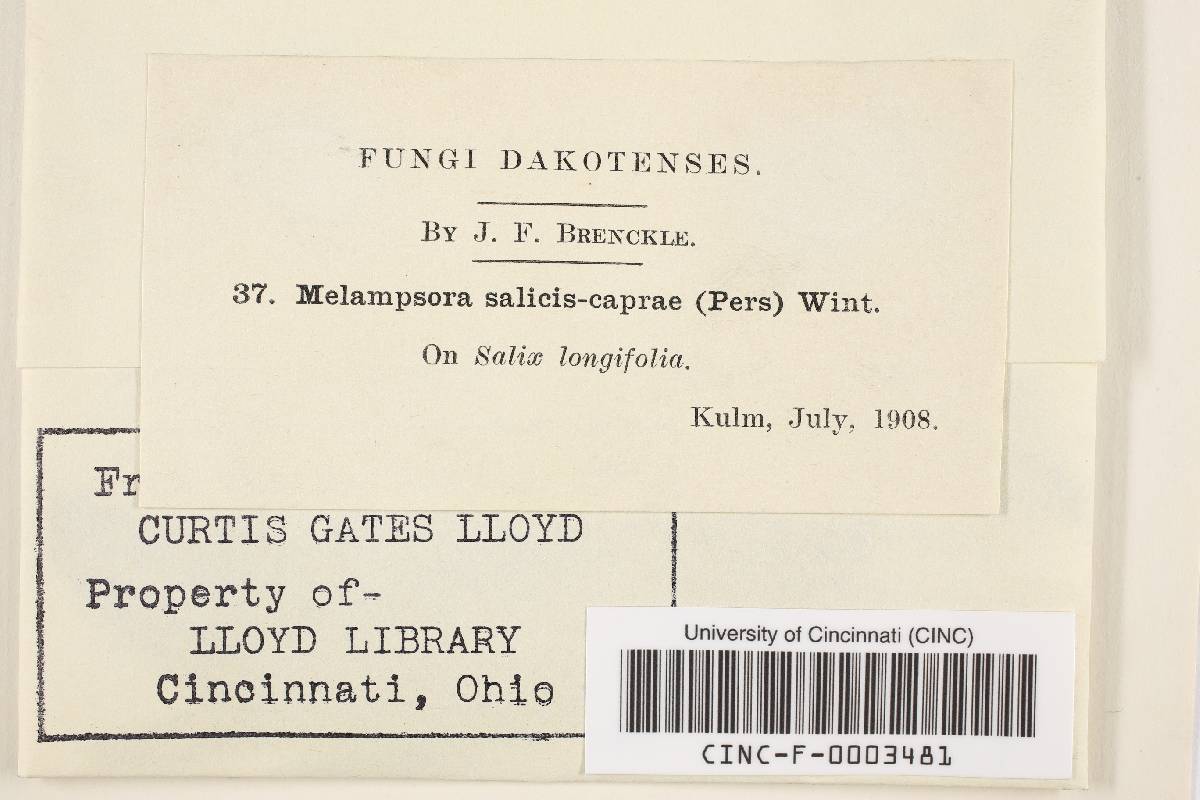 FUNGI DAKOTENSES.
BY J. F. BRENCKLE.
37. Melampsora salicis-caprae (Pers) Wint.
On Salix longifolia.
Kulm, July, 1908.
Fr
CURTIS GATES LLOYD
Property of-
LLOYD LIBRARY
Cincinnati, Ohio
University of Cincinnati (CINC)
CINC-F-0003481